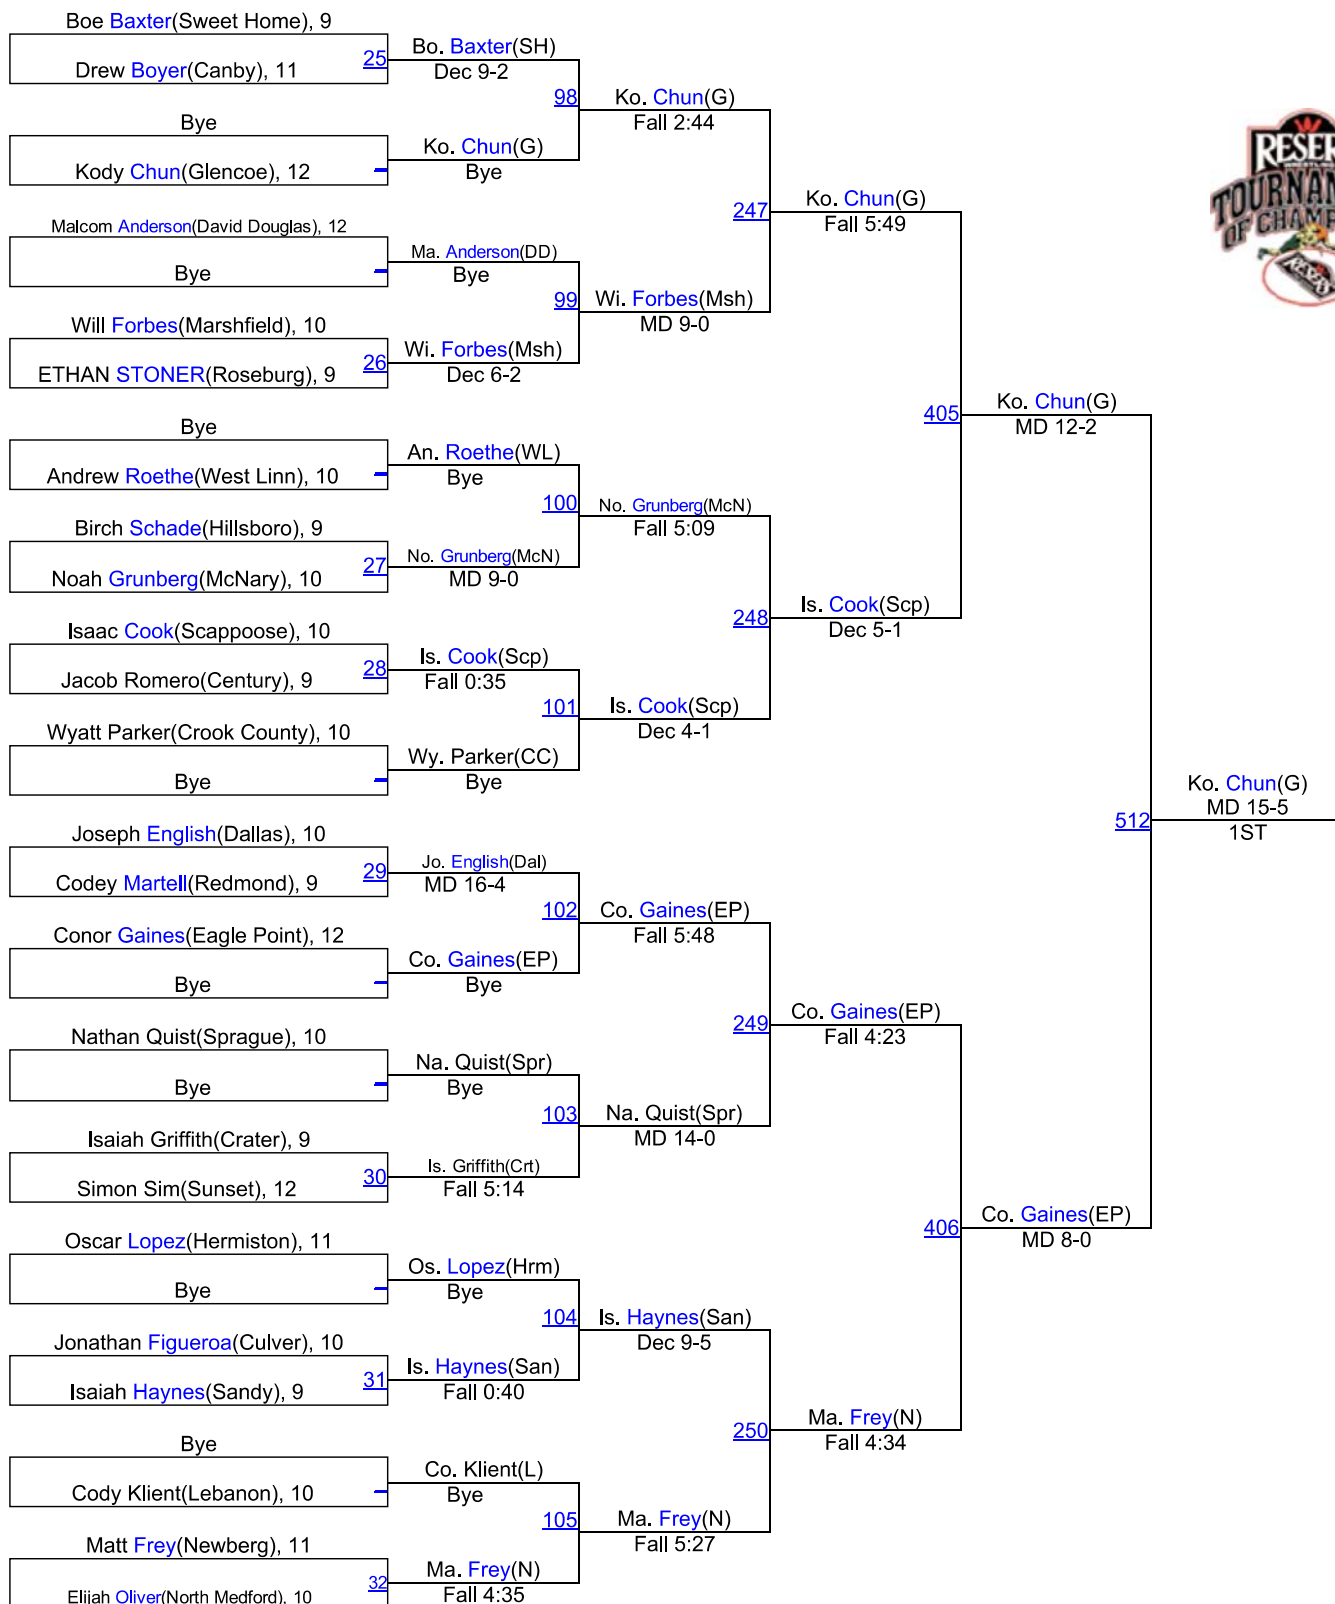 Boe Baxter(Sweet Home), 9
25
Drew Boyer(Canby), 11
Bo. Baxter(SH)
Dec 9-2
98
Ko. Chun(G)
Fall 2:44
Bye
Kody Chun(Glencoe), 12
Ko. Chun(G)
Bye
247
Ko. Chun(G)
Fall 5:49
Malcom Anderson(David Douglas), 12
Bye
Ma. Anderson(DD)
Bye
99
Wi. Forbes(Msh)
MD 9-0
Will Forbes(Marshfield), 10
26
ETHAN STONER(Roseburg), 9
Wi. Forbes(Msh)
Dec 6-2
405
Ko. Chun(G)
MD 12-2
Bye
Andrew Roethe(West Linn), 10
An. Roethe(WL)
Bye
100
No. Grunberg(McN)
Fall 5:09
Birch Schade(Hillsboro), 9
27
Noah Grunberg(McNary), 10
No. Grunberg(McN)
MD 9-0
248
Is. Cook(Scp)
Dec 5-1
Isaac Cook(Scappoose), 10
28
Jacob Romero(Century), 9
Is. Cook(Scp)
Fall 0:35
101
Is. Cook(Scp)
Dec 4-1
Wyatt Parker(Crook County), 10
Bye
Wy. Parker(CC)
Bye
512
Ko. Chun(G)
MD 15-5
1ST
Joseph English(Dallas), 10
29
Codey Martell(Redmond), 9
Jo. English(Dal)
MD 16-4
102
Co. Gaines(EP)
Fall 5:48
Conor Gaines(Eagle Point), 12
Bye
Co. Gaines(EP)
Bye
249
Co. Gaines(EP)
Fall 4:23
Nathan Quist(Sprague), 10
Bye
Na. Quist(Spr)
Bye
103
Na. Quist(Spr)
MD 14-0
Isaiah Griffith(Crater), 9
30
Simon Sim(Sunset), 12
Is. Griffith(Crt)
Fall 5:14
406
Co. Gaines(EP)
MD 8-0
Oscar Lopez(Hermiston), 11
Bye
Os. Lopez(Hrm)
Bye
104
Is. Haynes(San)
Dec 9-5
Jonathan Figueroa(Culver), 10
31
Isaiah Haynes(Sandy), 9
Is. Haynes(San)
Fall 0:40
250
Ma. Frey(N)
Fall 4:34
Bye
Cody Klient(Lebanon), 10
Co. Klient(L)
Bye
105
Ma. Frey(N)
Fall 5:27
Matt Frey(Newberg), 11
32
Elijah Oliver(North Medford), 10
Ma. Frey(N)
Fall 4:35
RESER
TOURNAM
OF CHAMP